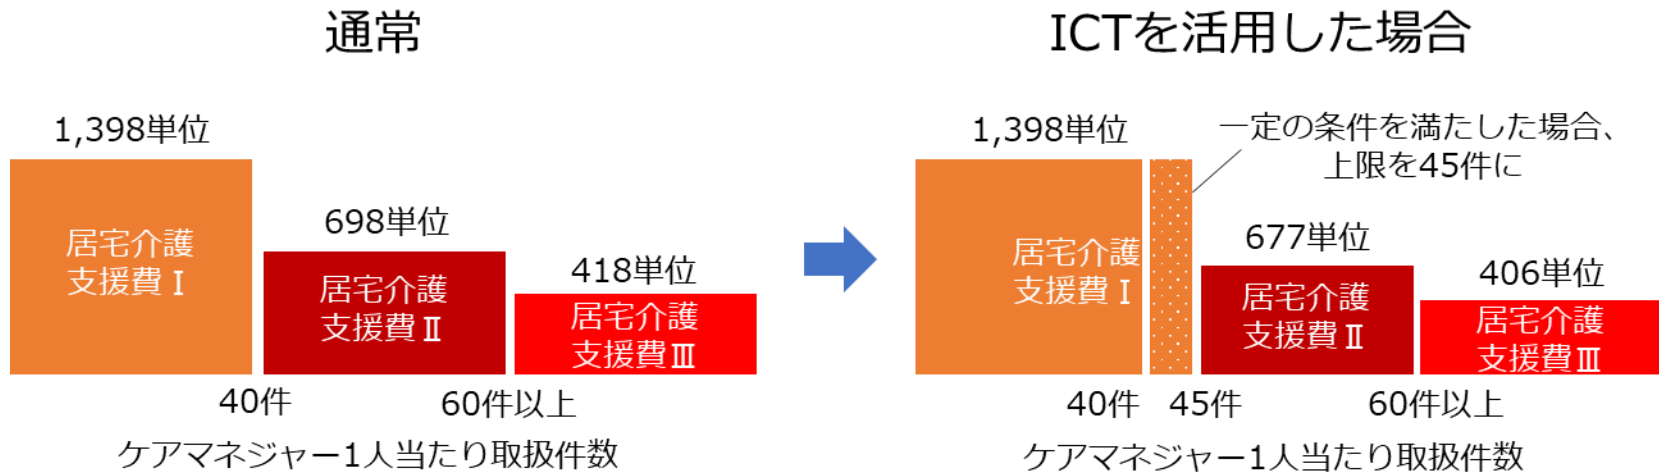 通常
1,398単位
居宅介護
支援費Ⅰ
698単位
居宅介護
支援費Ⅱ
418単位
居宅介護
支援費Ⅲ
40件
60件以上
ケアマネジャー1人当たり取扱件数
ICTを活用した場合
1,398単位
一定の条件を満たした場合、
上限を45件に
居宅介護
支援費Ⅰ
677単位
居宅介護
支援費Ⅱ
406単位
居宅介護
支援費Ⅲ
40件
45件
60件以上
ケアマネジャー1人当たり取扱件数